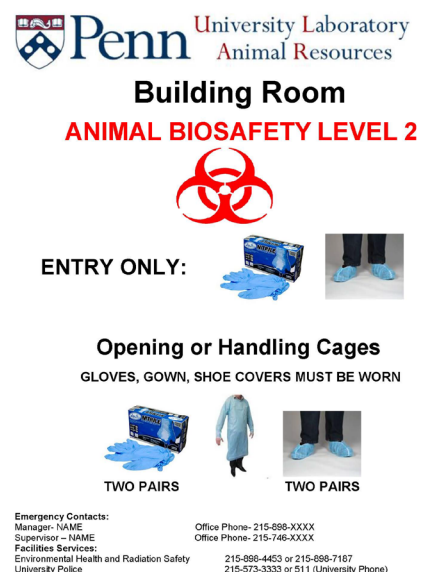 Penn University Laboratory
Animal Resources
Building Room
ANIMAL BIOSAFETY LEVEL 2
ENTRY ONLY:
NITRILE
Opening or Handling Cages
GLOVES, GOWN, SHOE COVERS MUST BE WORN
TWO PAIRS TWO PAIRS
Emergency Contacts:
Manager- NAME Office Phone- 215-898-XXXX
Supervisor – NAME Office Phone- 215-746-XXXX
Facilities Services:
Environmental Health and Radiation Safety 215-898-4453 or 215-898-7187
University Police 215-573-3333 or 511 (University Phone)